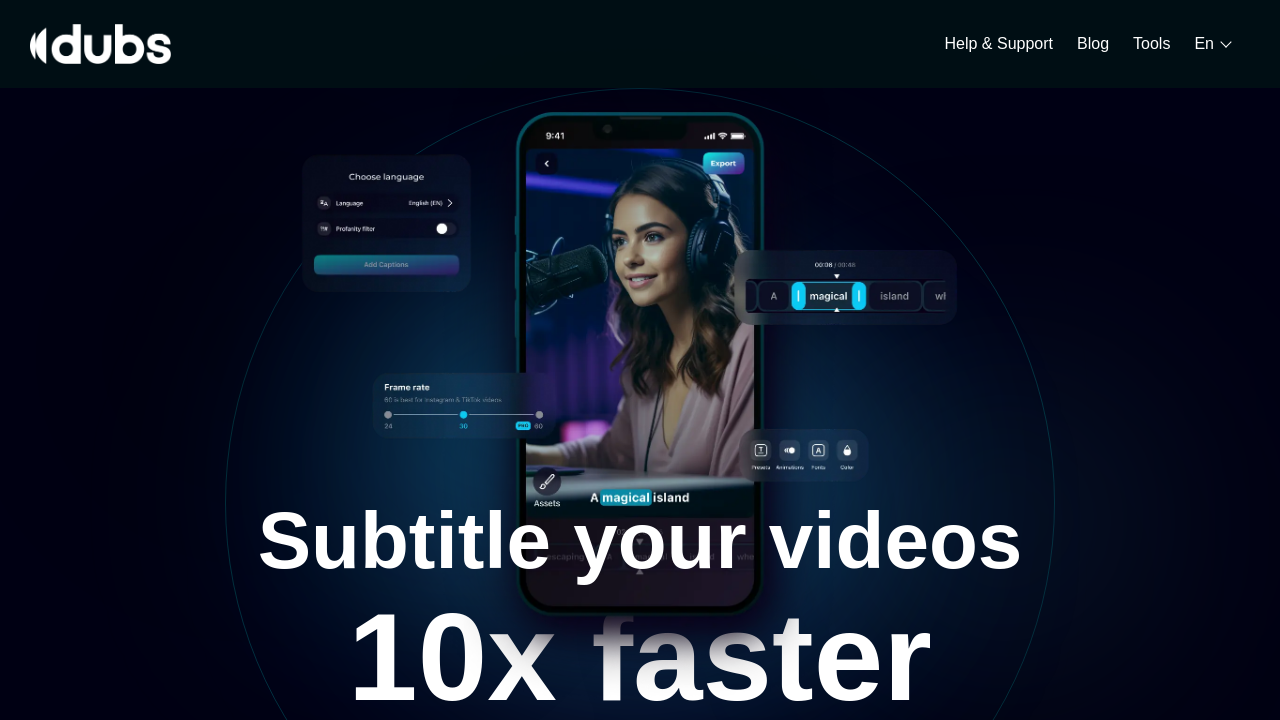 dubs
Help & Support
Blog
Tools
En
9:41
Export
Choose language
Language
English (EN)
Profanity filter
Add Captions
00:08 / 00:48
A
magical
island
Frame rate
60 is best for Instagram & TikTok videos
24
30
PRO
60
Presets
Animations
Fonts
Color
A magical island
Assets
Subtitle your videos
10x faster